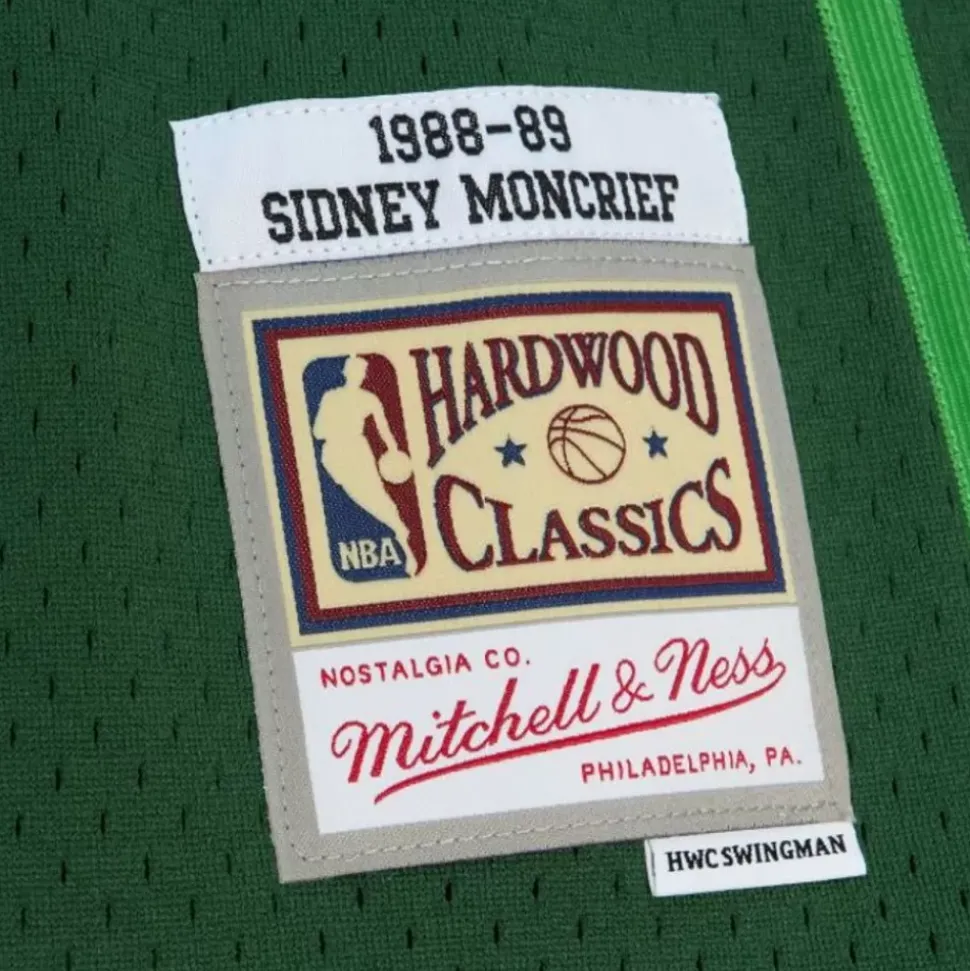 1988-89
SIDNEY MONCRIEF
HARDWOOD
CLASSICS
NBA
NOSTALGIA CO.
Mitchell & Ness
PHILADELPHIA, PA.
HWC SWINGMAN